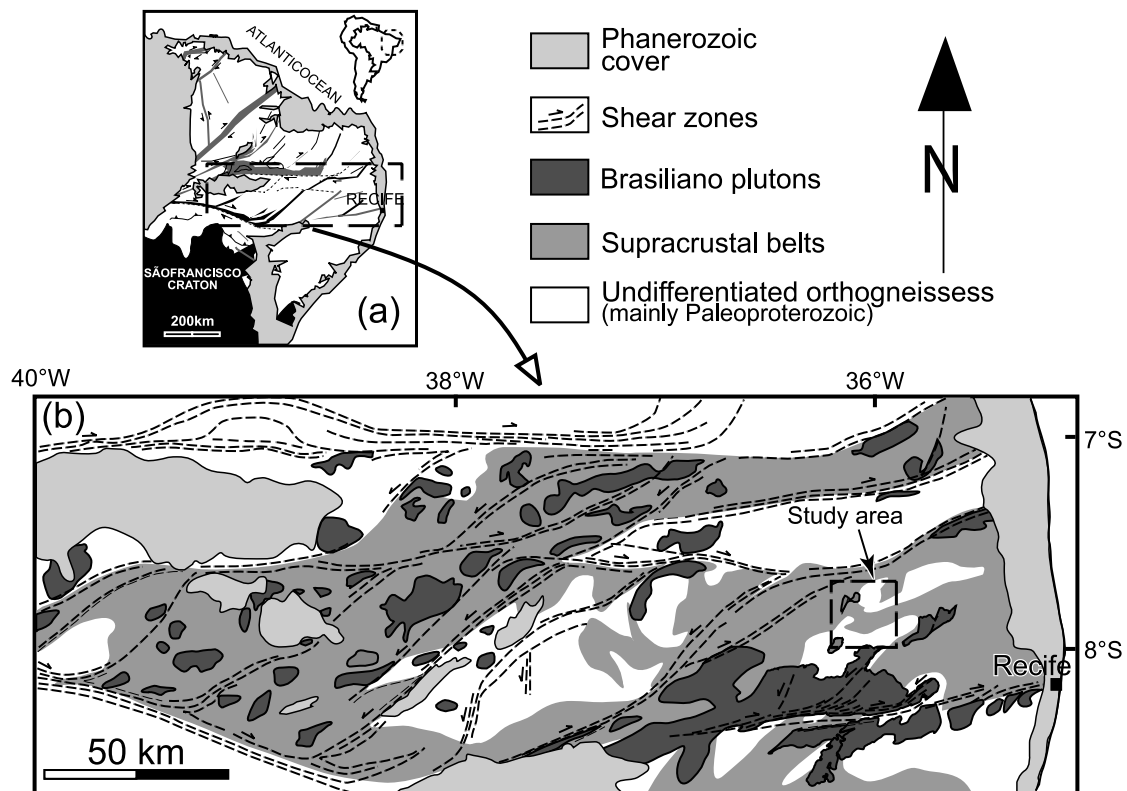 ATLANTICOCEAN
RECIFE
SÃOFRANCISCO
CRATON
200km
(a)
Phanerozoic
cover
Shear zones
Brasiliano plutons
Supracrustal belts
Undifferentiated orthogneissess
(mainly Paleoproterozoic)
N
40°W
38°W
36°W
(b)
7°S
Study area
8°S
Recife
50 km